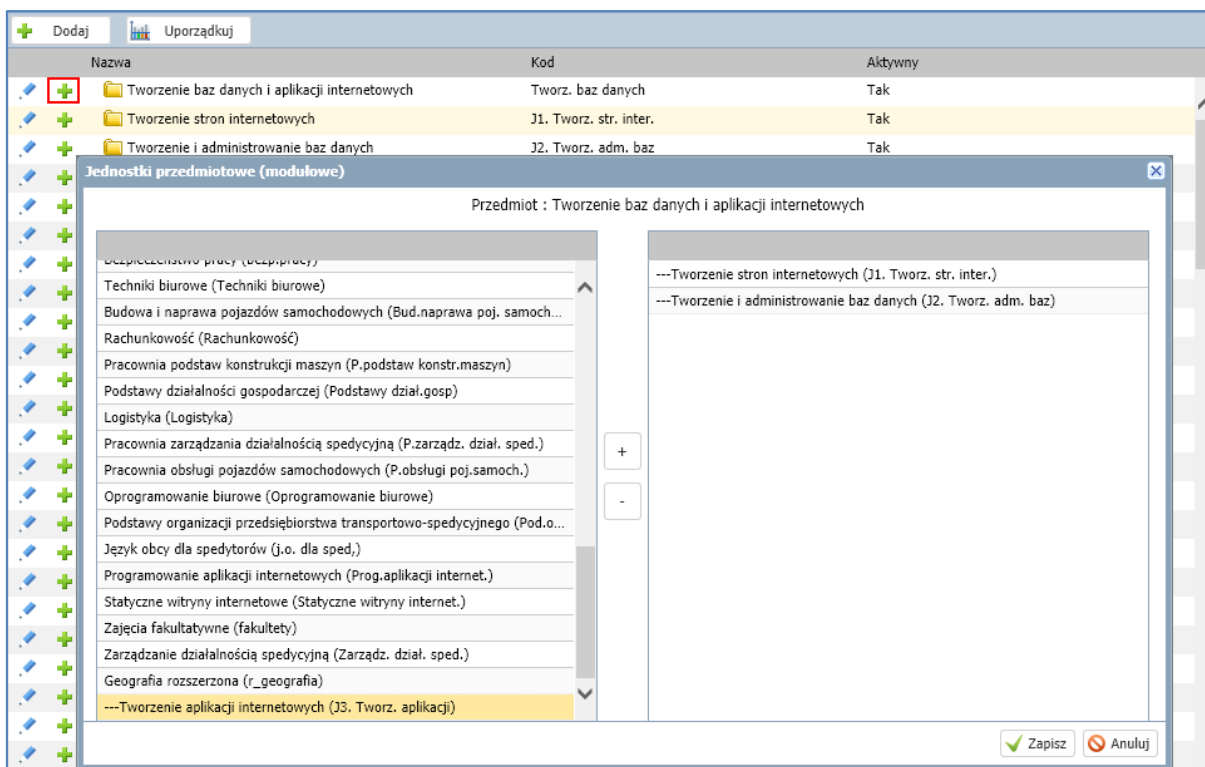 Dodaj Uporządkuj
Nazwa Kod Aktywny
Tworzenie baz danych i aplikacji internetowych Tworz. baz danych Tak
Tworzenie stron internetowych J1. Tworz. str. inter. Tak
Tworzenie i administrowanie baz danych J2. Tworz. adm. baz Tak
Jednostki przedmiotowe (modułowe)
Przedmiot : Tworzenie baz danych i aplikacji internetowych
Bezpieczeństwo pracy (Bezp.pracy)
Techniki biurowe (Techniki biurowe)
Budowa i naprawa pojazdów samochodowych (Bud.naprawa poj. samoch...
Rachunkowość (Rachunkowość)
Pracownia podstaw konstrukcji maszyn (P.podstaw konstr.maszyn)
Podstawy działalności gospodarczej (Podstawy dział.gosp)
Logistyka (Logistyka)
Pracownia zarządzania działalnością spedycyjną (P.zarządz. dział. sped.)
Pracownia obsługi pojazdów samochodowych (P.obsługi poj.samoch.)
Oprogramowanie biurowe (Oprogramowanie biurowe)
Podstawy organizacji przedsiębiorstwa transportowo-spedycyjnego (Pod.o...
Język obcy dla spedytorów (j.o. dla sped,)
Programowanie aplikacji internetowych (Prog.aplikacji internet.)
Statyczne witryny internetowe (Statyczne witryny internet.)
Zajęcia fakultatywne (fakultety)
Zarządzanie działalnością spedycyjną (Zarządz. dział. sped.)
Geografia rozszerzona (r_geografia)
---Tworzenie aplikacji internetowych (J3. Tworz. aplikacji)
+
-
---Tworzenie stron internetowych (J1. Tworz. str. inter.)
---Tworzenie i administrowanie baz danych (J2. Tworz. adm. baz)
Zapisz Anuluj